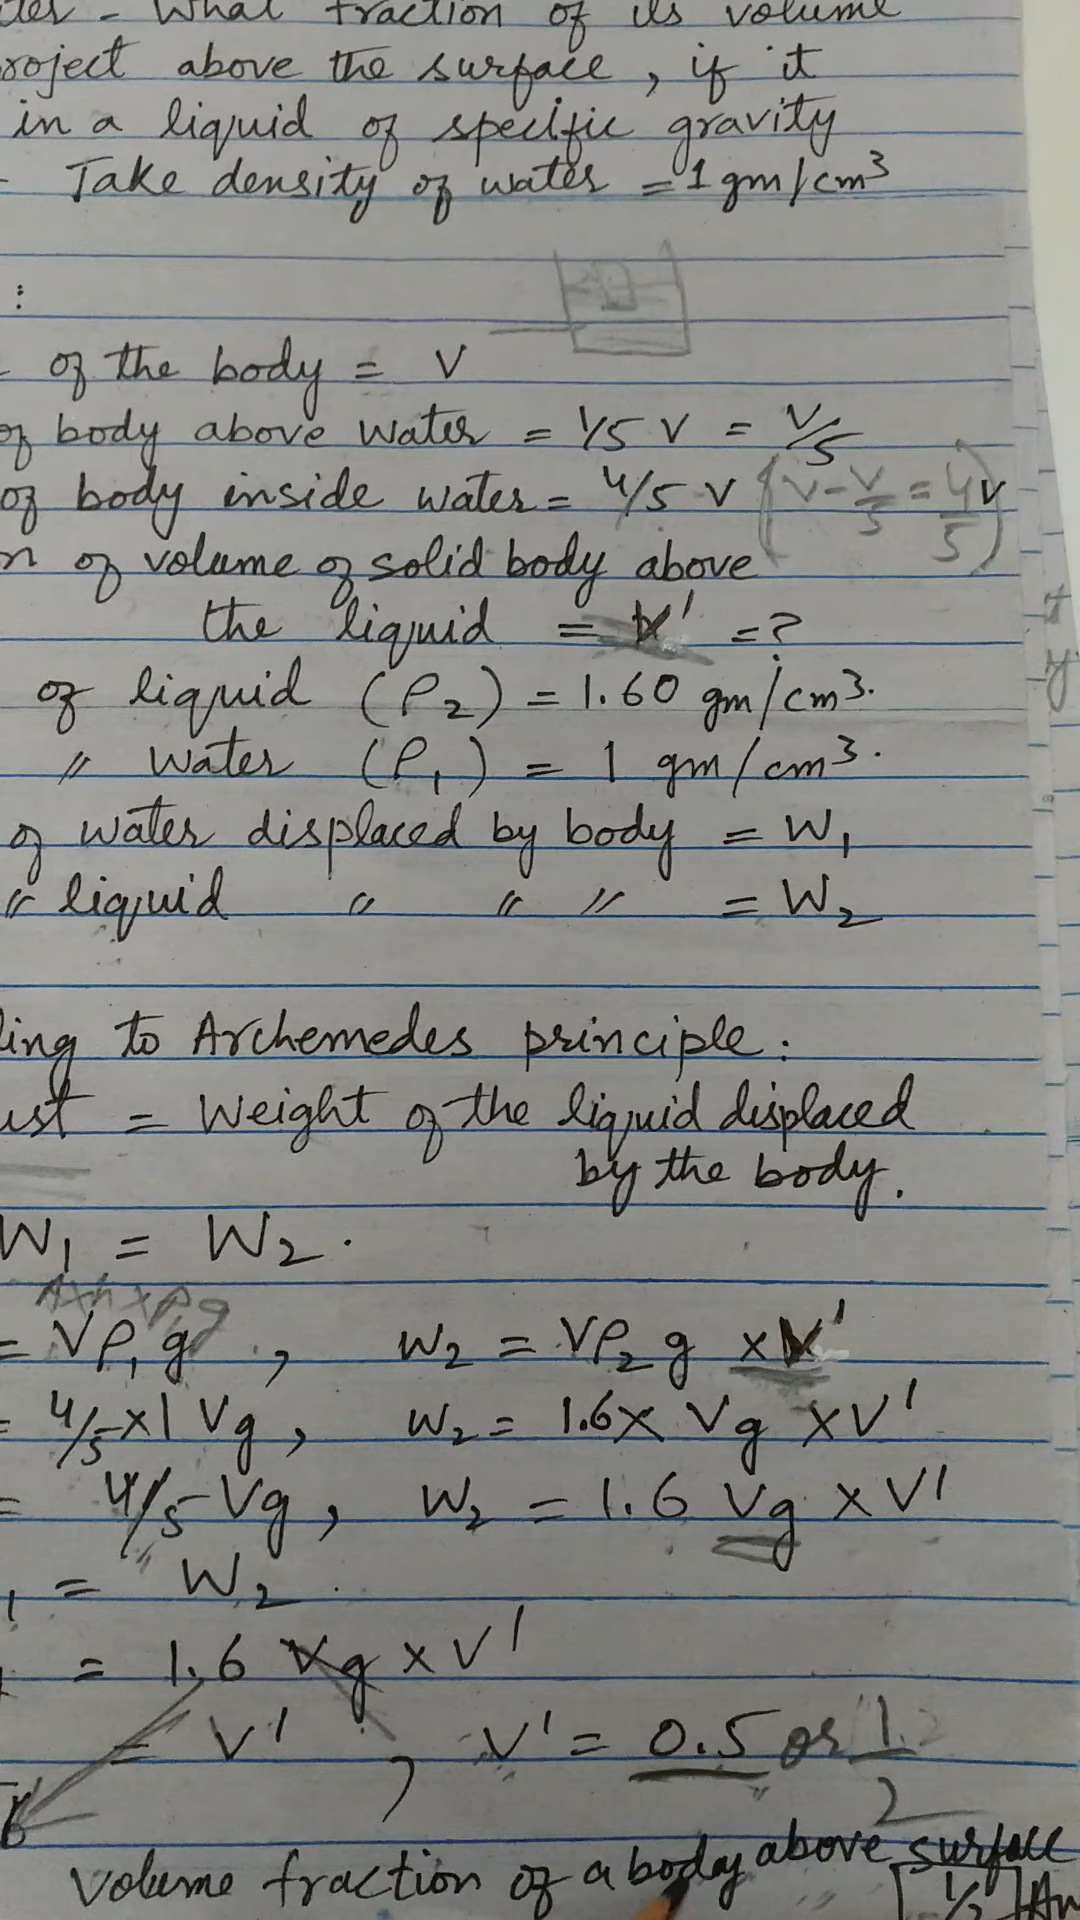 What fraction of its volume
project above the surface, if it
in a liquid of specific gravity
- Take density of water = 1 gm/cm³
:
of the body = V
of body above water = 1/5 V = V/5
of body inside water = 4/5 V (V - V/5 = 4V/5)
n of volume of solid body above
the liquid = V' = ?
of liquid (ρ₂) = 1.60 gm/cm³.
〃 water (ρ₁) = 1 gm/cm³.
of water displaced by body = W₁
〃 liquid 〃 〃 〃 = W₂
ding to Archemedes principle:
ust = Weight of the liquid displaced
by the body.
W₁ = W₂.
A×h×ρg
= Vρ₁g, W₂ = Vρ₂g × V'
= 4/5 × 1 Vg, W₂ = 1.6 × Vg × V'
= 4/5 Vg, W₂ = 1.6 Vg × V'
₁ = W₂.
= 1.6 Vg × V'
= V', V' = 0.5 or 1/2
Volume fraction of a body above surface
[1/2] An